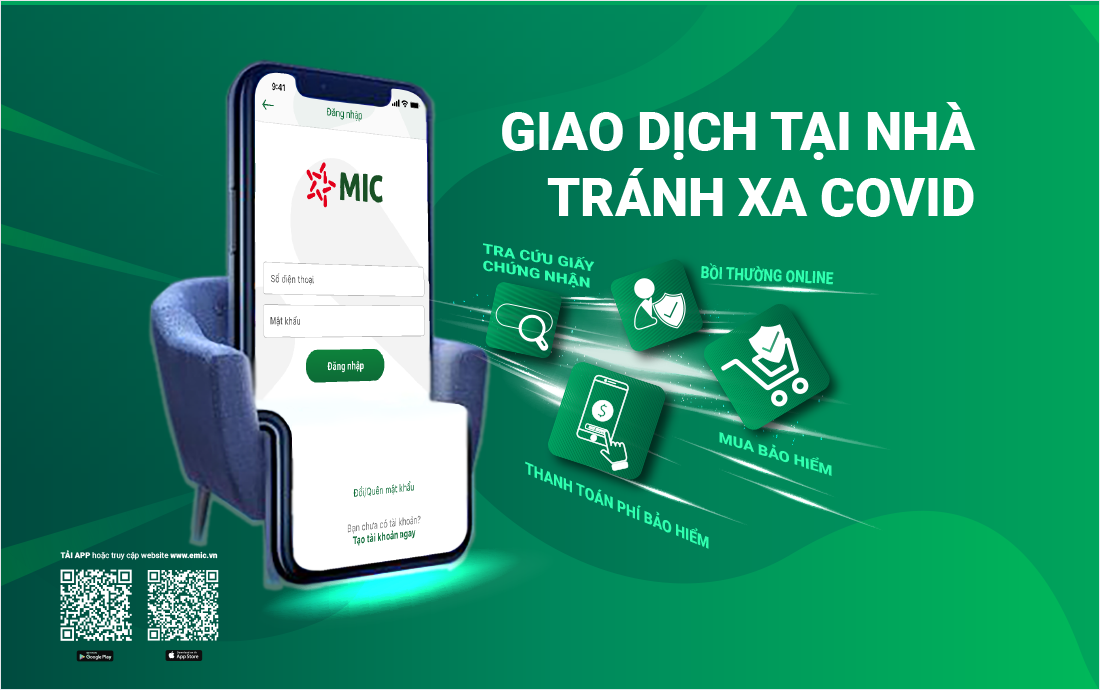 9:41
Đăng nhập
MIC
Số điện thoại
Mật khẩu
Đăng nhập
Đổi/Quên mật khẩu
Bạn chưa có tài khoản?
Tạo tài khoản ngay
GIAO DỊCH TẠI NHÀ
TRÁNH XA COVID
TRA CỨU GIẤY
CHỨNG NHẬN
BỒI THƯỜNG ONLINE
MUA BẢO HIỂM
THANH TOÁN PHÍ BẢO HIỂM
TẢI APP hoặc truy cập website www.emic.vn
Google Play
App Store